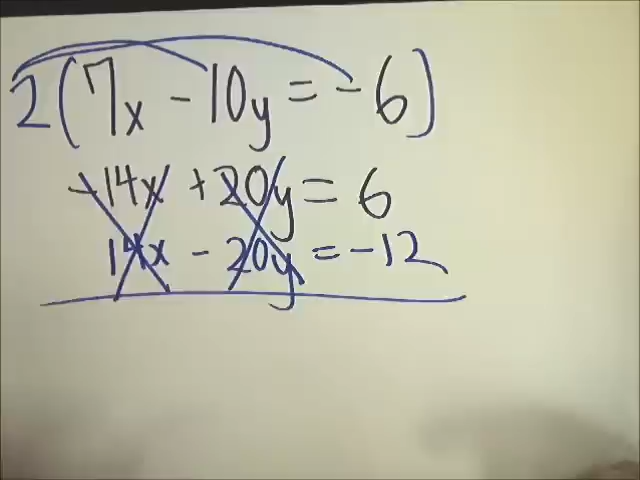 2(7x - 10y = -6)
-14x + 20y = 6
14x - 20y = -12